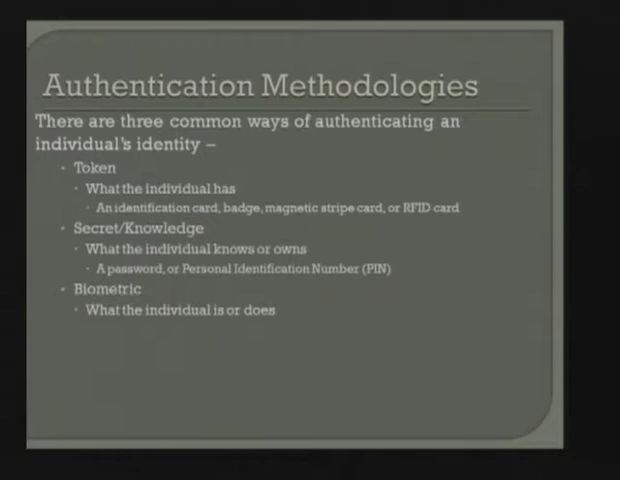 Authentication Methodologies
There are three common ways of authenticating an
individual's identity –
Token
What the individual has
An identification card, badge, magnetic stripe card, or RFID card
Secret/Knowledge
What the individual knows or owns
A password, or Personal Identification Number (PIN)
Biometric
What the individual is or does